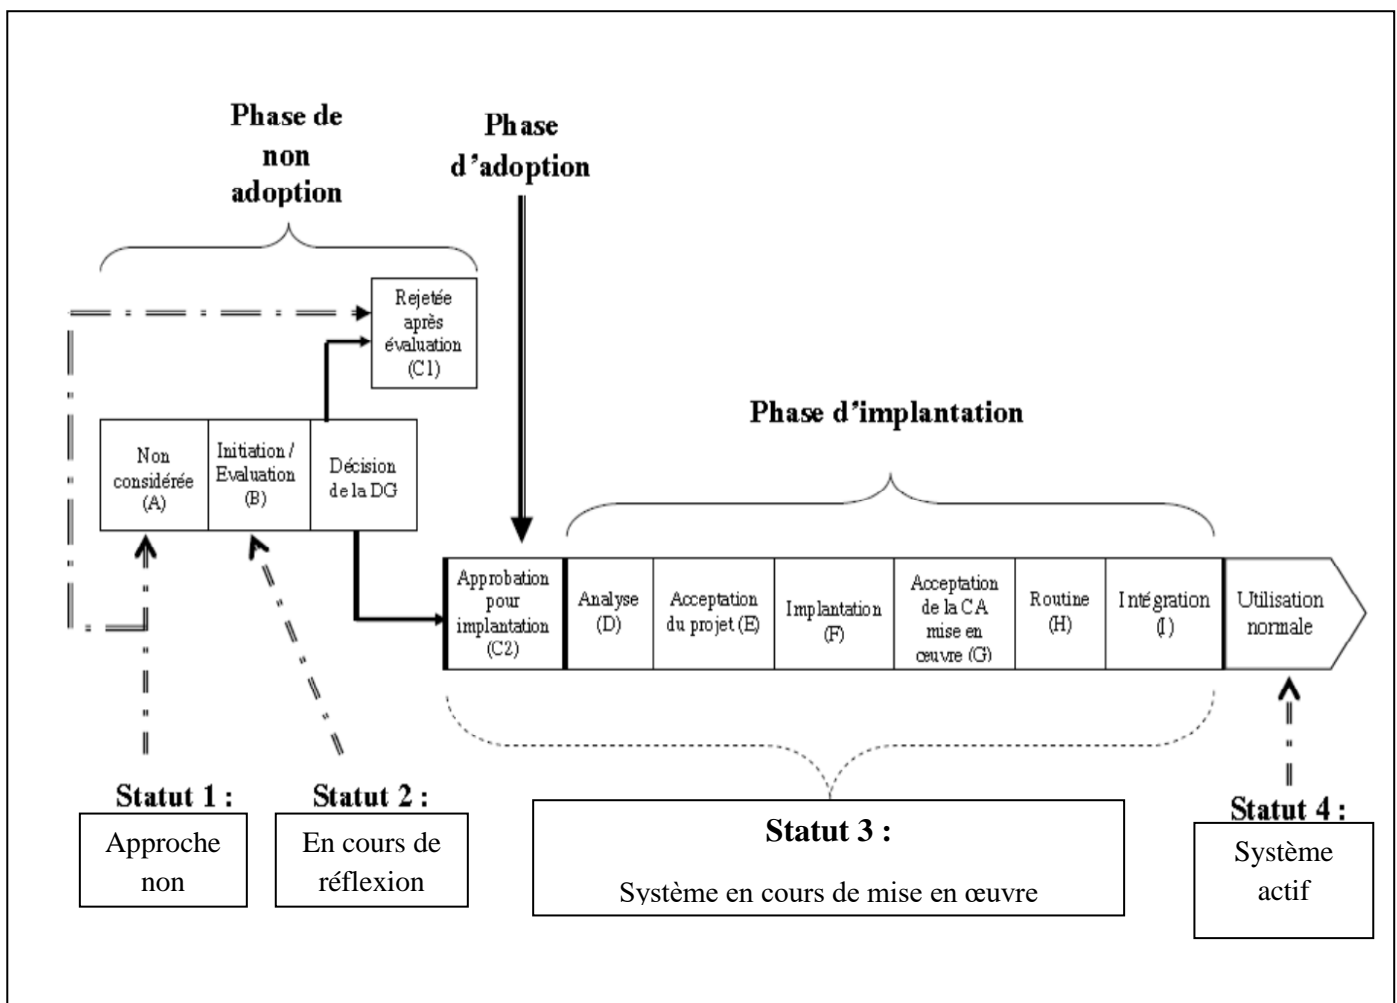 Phase de
non
adoption
Phase
d'adoption
Rejetée
après
évaluation
(C1)
Phase d'implantation
Non
considérée
(A)
Initiation /
Evaluation
(B)
Décision
de la DG
Approbation
pour
implantation
(C2)
Analyse
(D)
Acceptation
du projet (E)
Implantation
(F)
Acceptation
de la CA
mise en
œuvre (G)
Routine
(H)
Intégration
(I)
Utilisation
normale
Statut 1 :
Approche
non
Statut 2 :
En cours de
réflexion
Statut 3 :
Système en cours de mise en œuvre
Statut 4 :
Système
actif